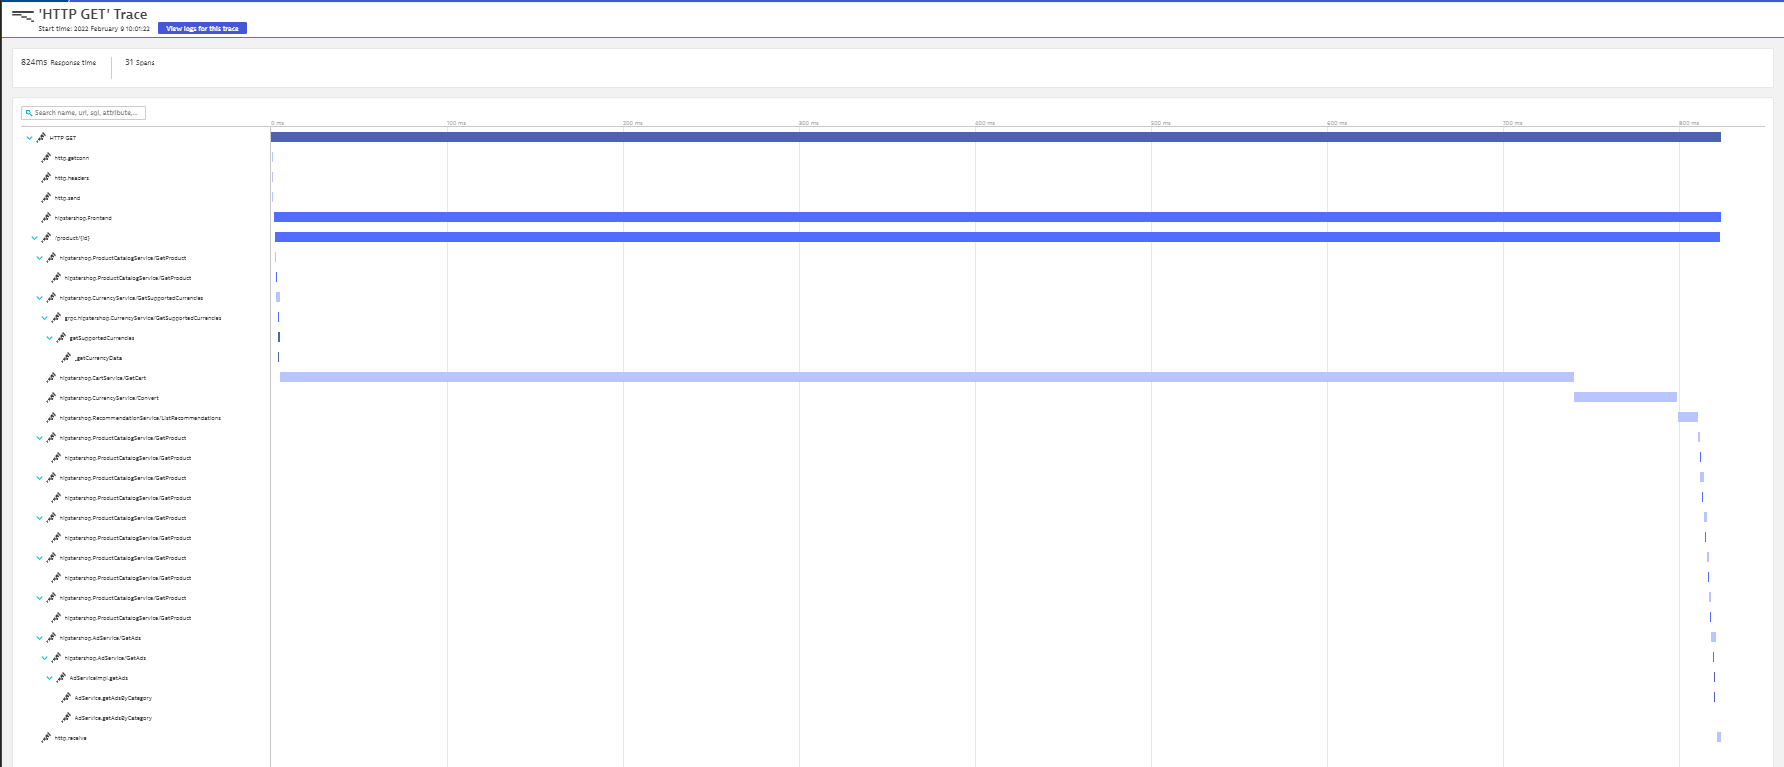 'HTTP GET' Trace
Start time: 2022 February 9 10:01:22 View logs for this trace
824ms Response time 31 Spans
Search name, url, sql, attribute,...
0 ms 100 ms 200 ms 300 ms 400 ms 500 ms 600 ms 700 ms 800 ms
HTTP GET
http.getconn
http.headers
http.send
hipstershop.Frontend
/product/{id}
hipstershop.ProductCatalogService/GetProduct
hipstershop.ProductCatalogService/GetProduct
hipstershop.CurrencyService/GetSupportedCurrencies
grpc.hipstershop.CurrencyService/GetSupportedCurrencies
getSupportedCurrencies
_getCurrencyData
hipstershop.CartService/GetCart
hipstershop.CurrencyService/Convert
hipstershop.RecommendationService/ListRecommendations
hipstershop.ProductCatalogService/GetProduct
hipstershop.ProductCatalogService/GetProduct
hipstershop.ProductCatalogService/GetProduct
hipstershop.ProductCatalogService/GetProduct
hipstershop.ProductCatalogService/GetProduct
hipstershop.ProductCatalogService/GetProduct
hipstershop.ProductCatalogService/GetProduct
hipstershop.ProductCatalogService/GetProduct
hipstershop.ProductCatalogService/GetProduct
hipstershop.ProductCatalogService/GetProduct
hipstershop.AdService/GetAds
hipstershop.AdService/GetAds
AdServiceImpl.getAds
AdService.getAdsByCategory
AdService.getAdsByCategory
http.receive